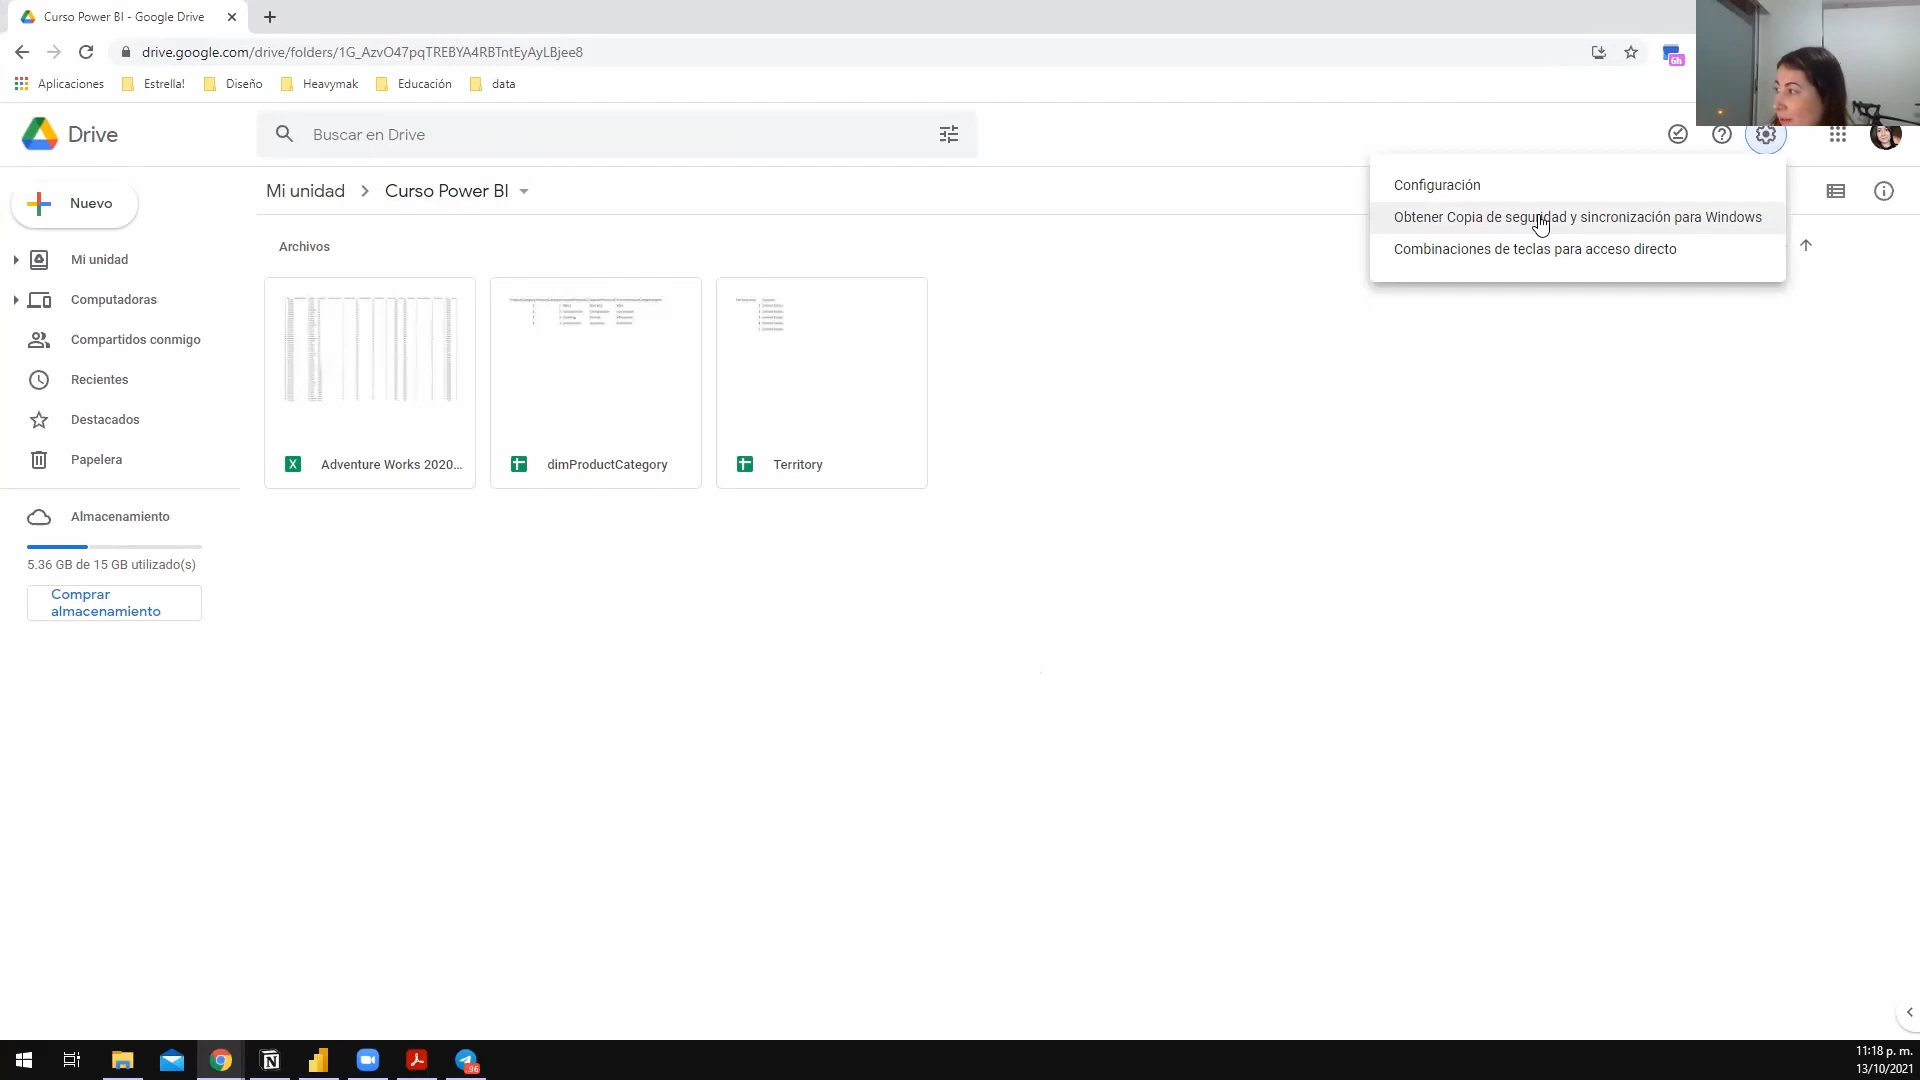 Curso Power BI - Google Drive
drive.google.com/drive/folders/1G_AzvO47pqTREBYA4RBTntEyAyLBjee8
6h
Aplicaciones
Estrella!
Diseño
Heavymak
Educación
data
Drive
Buscar en Drive
Nuevo
Mi unidad
Curso Power BI
Configuración
Obtener Copia de seguridad y sincronización para Windows
Combinaciones de teclas para acceso directo
Archivos
Mi unidad
Computadoras
Compartidos conmigo
Recientes
Destacados
Papelera
Adventure Works 2020...
dimProductCategory
Territory
Almacenamiento
5.36 GB de 15 GB utilizado(s)
Comprar
almacenamiento
96
11:18 p. m.
13/10/2021